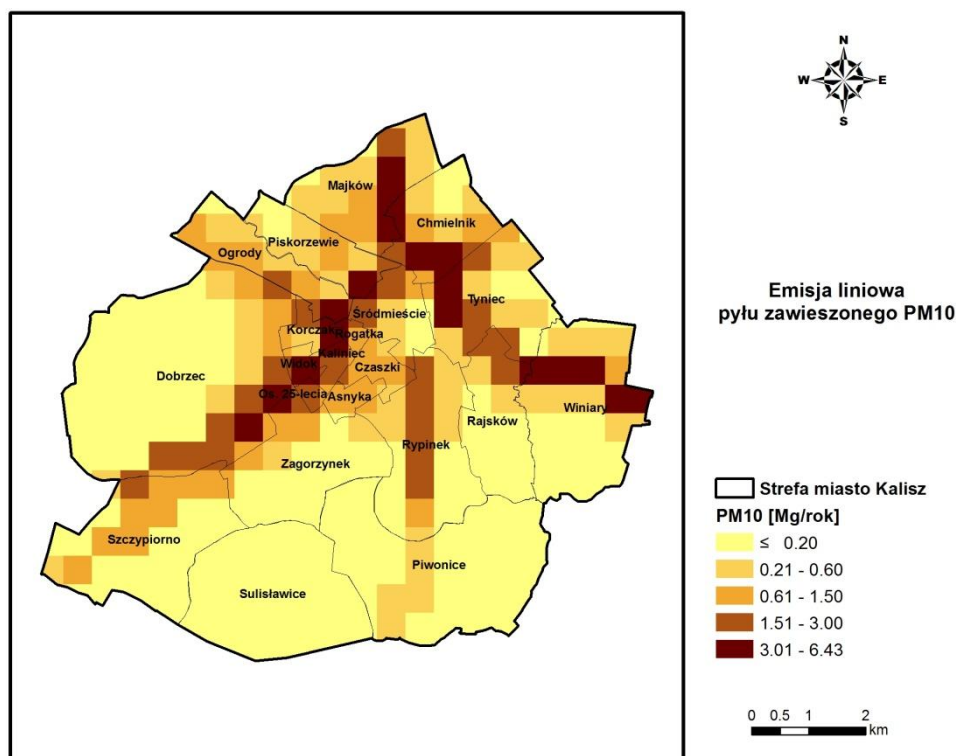 N
W E
S
Majków
Chmielnik
Piskorzewie
Ogrody
Tyniec
Śródmieście
Korczak
Rogatka
Kaliniec
Widok
Czaszki
Dobrzec
Os. 25-lecia
Asnyka
Winiary
Rajsków
Rypinek
Zagorzynek
Szczypiorno
Piwonice
Sulisławice
Emisja liniowa
pyłu zawieszonego PM10
Strefa miasto Kalisz
PM10 [Mg/rok]
≤ 0.20
0.21 - 0.60
0.61 - 1.50
1.51 - 3.00
3.01 - 6.43
0 0.5 1 2
km